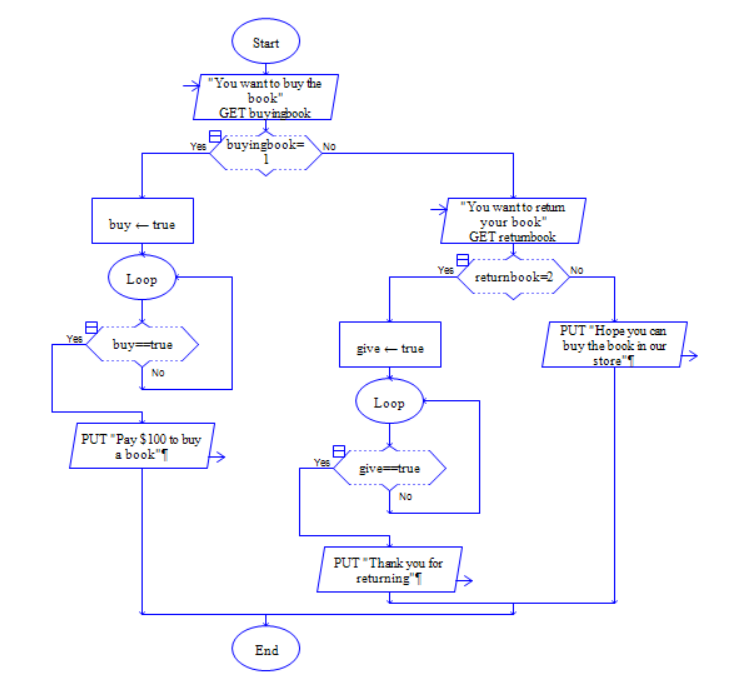 Start
"You want to buy the
book"
GET buyingbook
Yes
buyingbook=
1
No
buy ← true
Loop
Yes
buy==true
No
PUT "Pay $100 to buy
a book"¶
"You want to return
your book"
GET returnbook
Yes
returnbook=2
No
give ← true
Loop
Yes
give==true
No
PUT "Thank you for
returning"¶
PUT "Hope you can
buy the book in our
store"¶
End